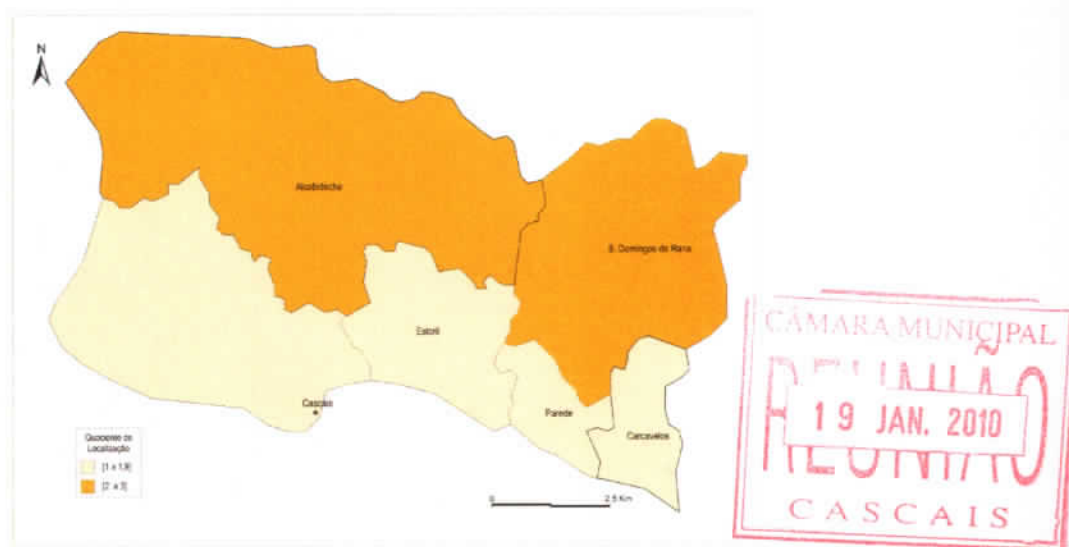 N
Alcabideche
S. Domingos de Rana
Estoril
Cascais
Parede
Carcavelos
Quociente de
Localização
[1 a 1,9]
[2 a 3]
0 2,5 Km
CÂMARA MUNICIPAL
REUNIÃO
19 JAN. 2010
CASCAIS